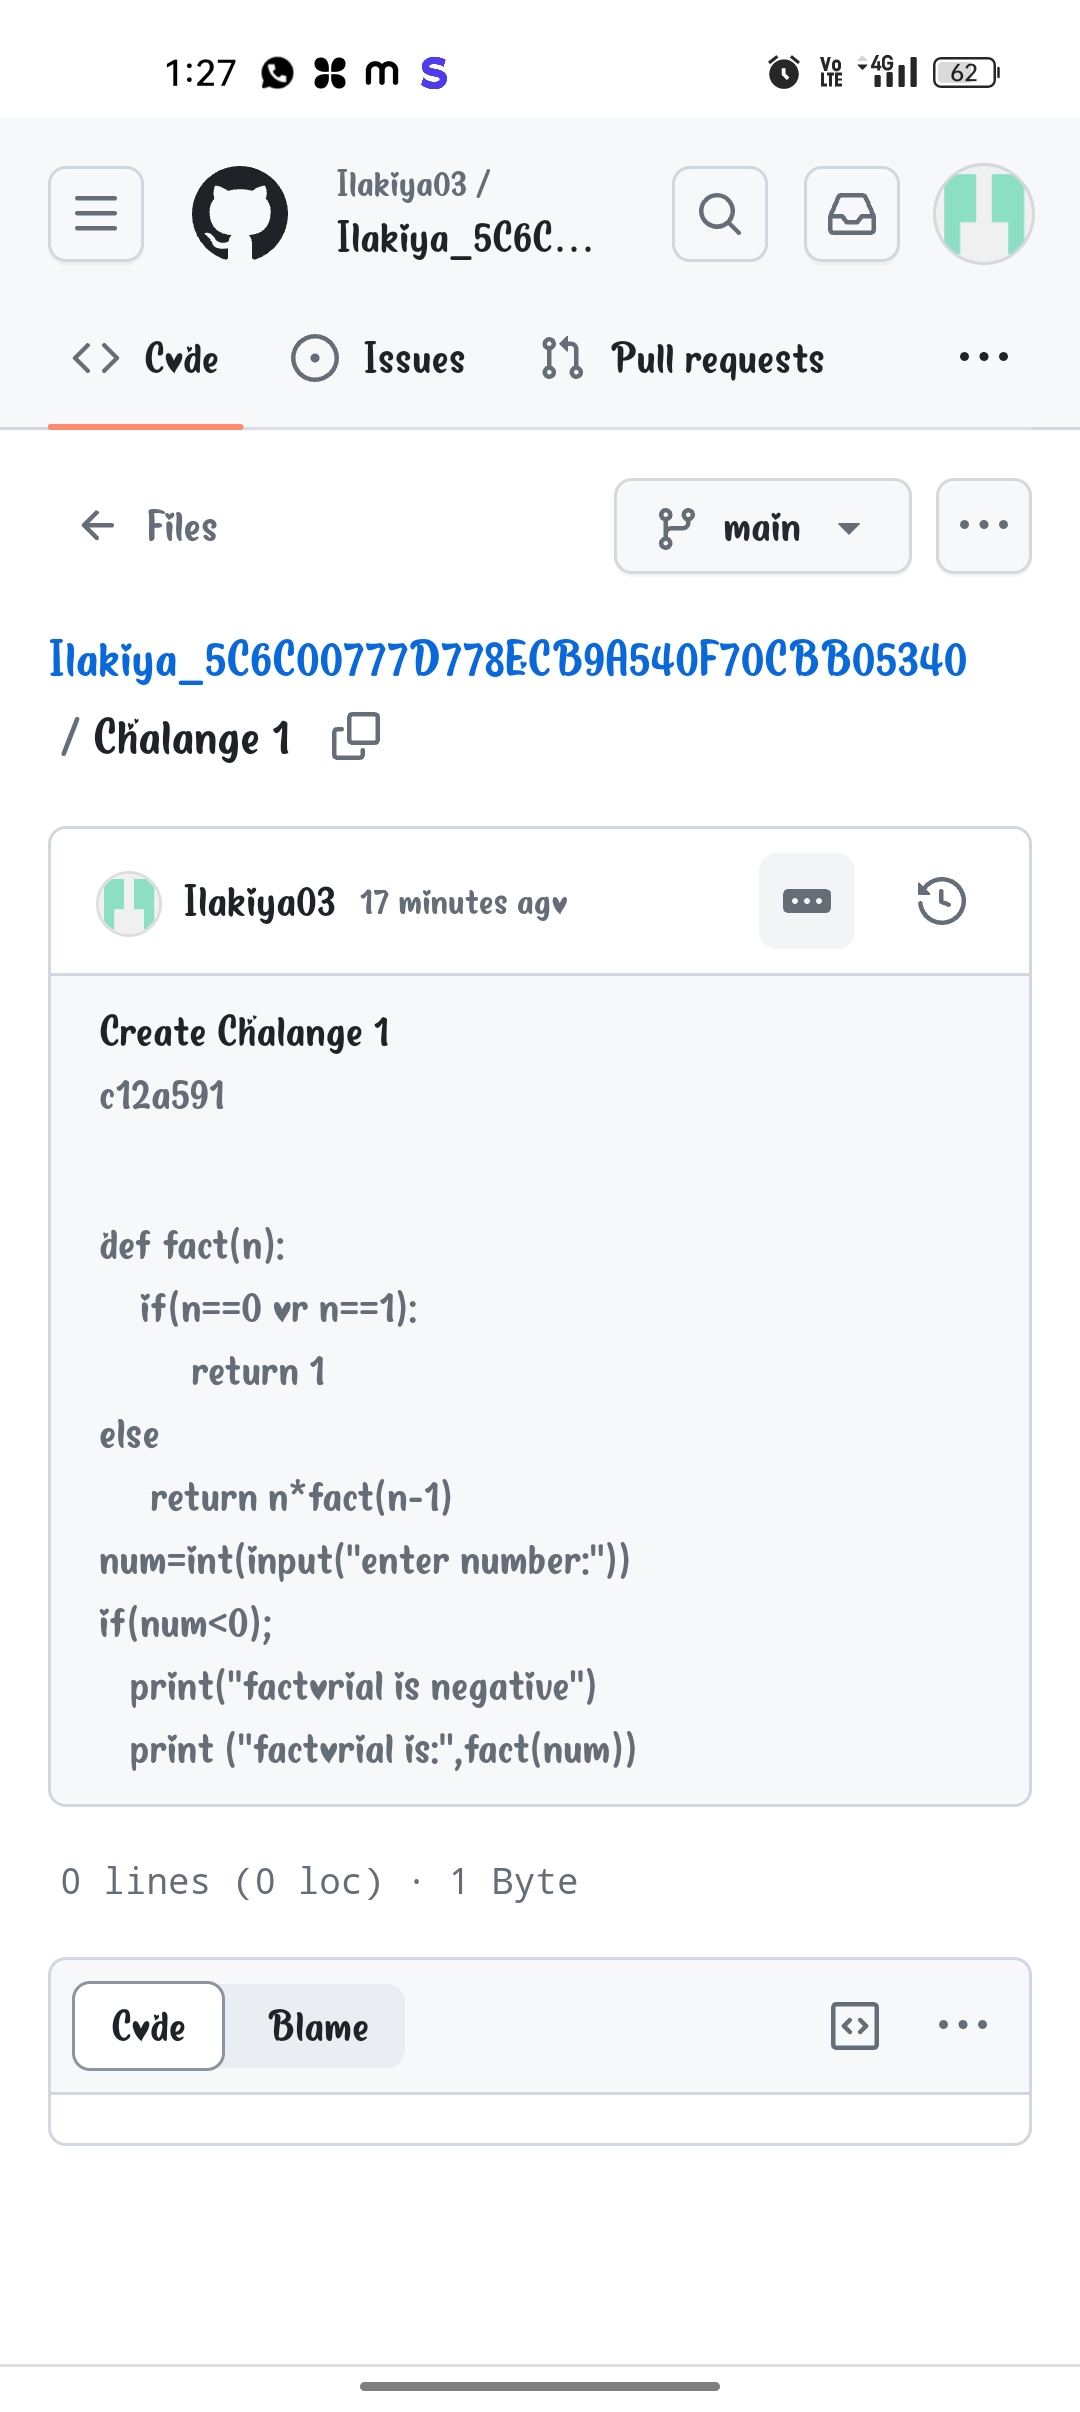 1:27 m S Vo LTE 4G 62
Ilakiya03 /
Ilakiya_5C6C...
Code Issues Pull requests
Files main
Ilakiya_5C6C00777D778ECB9A540F70CBB05340
/ Chalange 1
Ilakiya03 17 minutes ago
Create Chalange 1
c12a591
def fact(n):
if(n==0 or n==1):
return 1
else
return n*fact(n-1)
num=int(input("enter number:"))
if(num<0);
print("factorial is negative")
print ("factorial is:",fact(num))
0 lines (0 loc) · 1 Byte
Code Blame